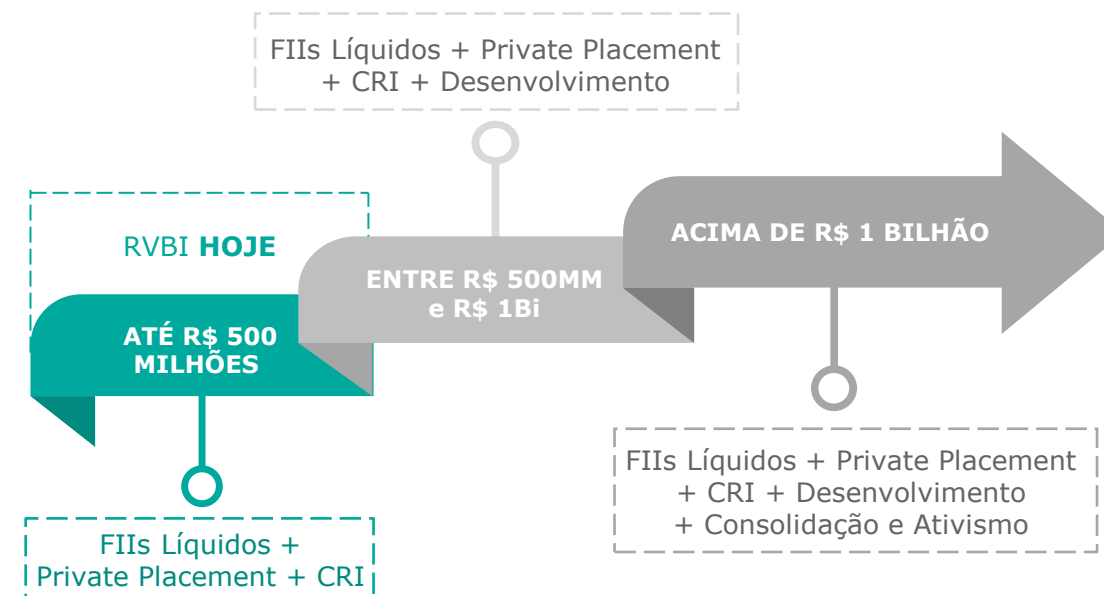 FIIs Líquidos + Private Placement
+ CRI + Desenvolvimento
RVBI HOJE
ATÉ R$ 500
MILHÕES
ENTRE R$ 500MM
e R$ 1Bi
ACIMA DE R$ 1 BILHÃO
FIIs Líquidos +
Private Placement + CRI
FIIs Líquidos + Private Placement
+ CRI + Desenvolvimento
+ Consolidação e Ativismo